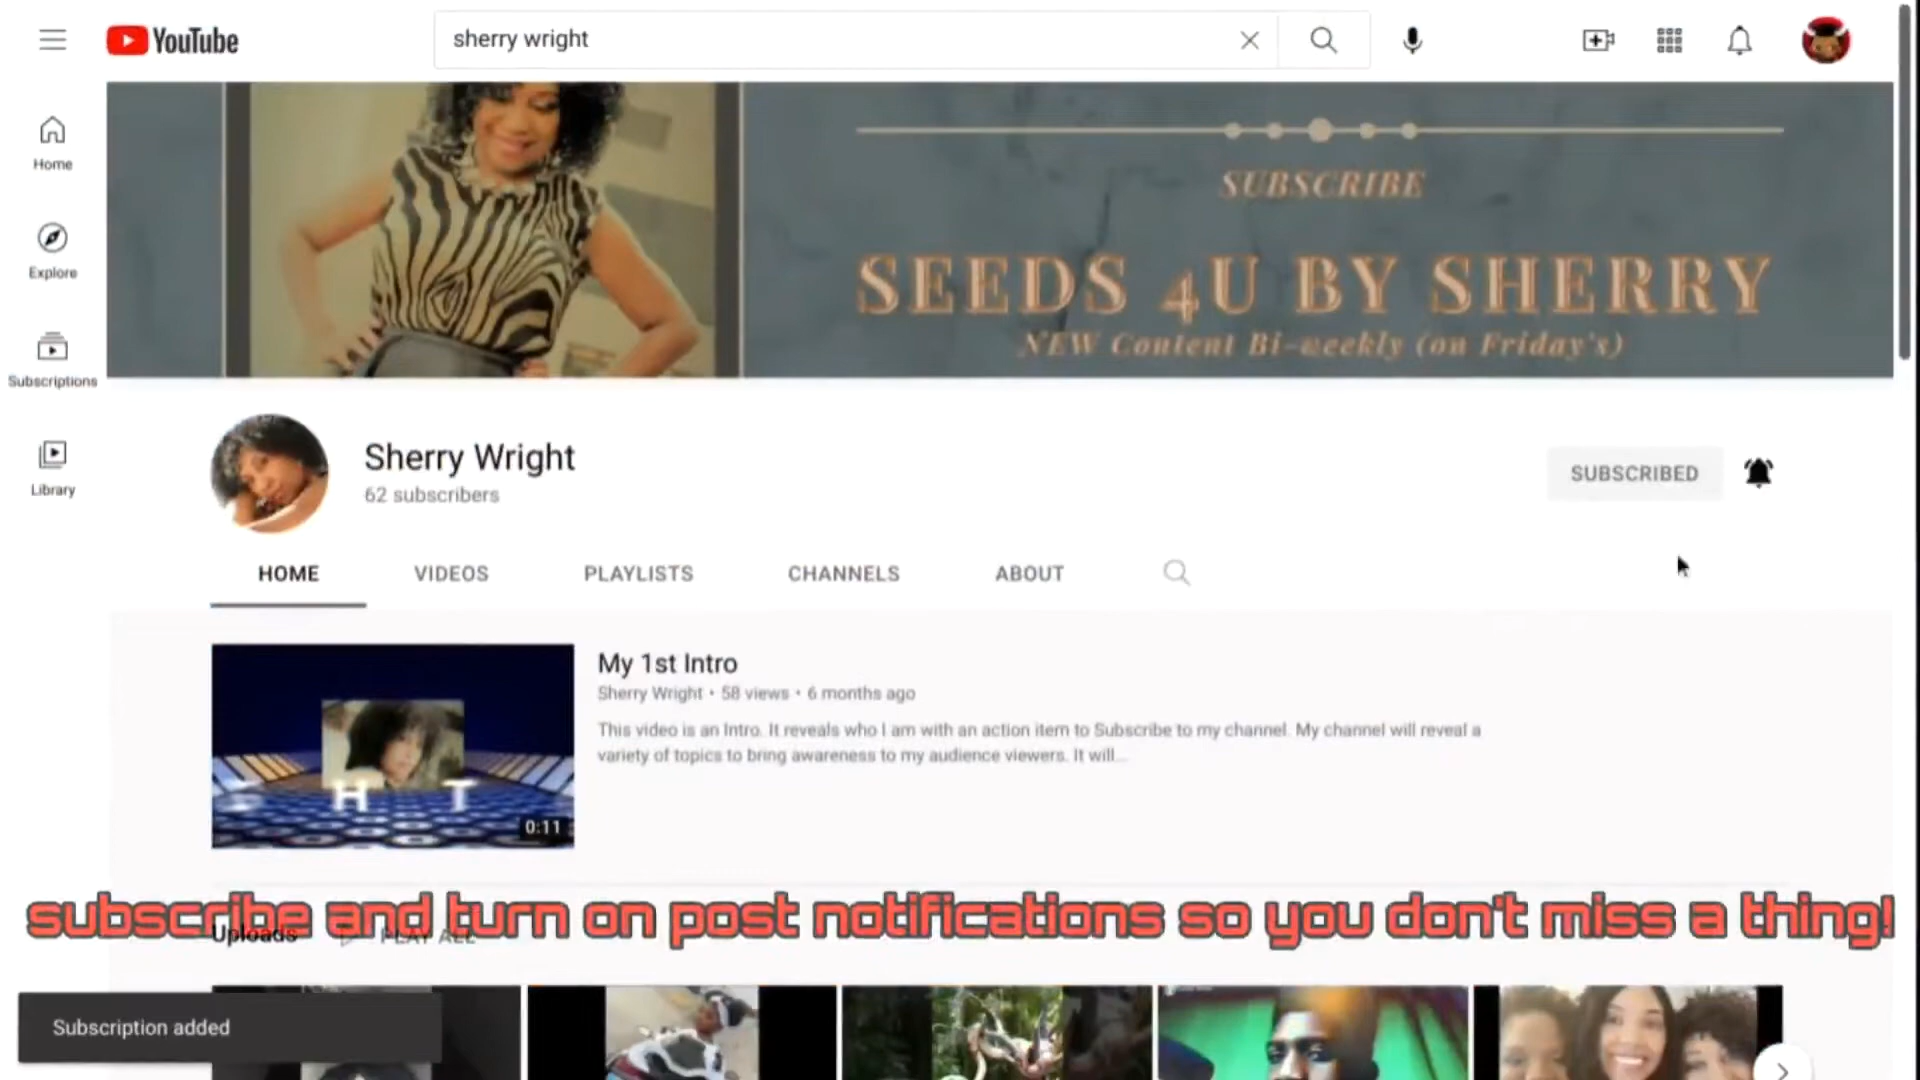 YouTube
sherry wright
Home
Explore
Subscriptions
Library
SUBSCRIBE
SEEDS 4U BY SHERRY
NEW Content Bi-weekly (on Friday's)
Sherry Wright
62 subscribers
SUBSCRIBED
HOME VIDEOS PLAYLISTS CHANNELS ABOUT
My 1st Intro
Sherry Wright • 58 views • 6 months ago
This video is an Intro. It reveals who I am with an action item to Subscribe to my channel. My channel will reveal a
variety of topics to bring awareness to my audience viewers. It will...
H T
0:11
subscribe and turn on post notifications so you don't miss a thing!
Uploads PLAY ALL
Subscription added